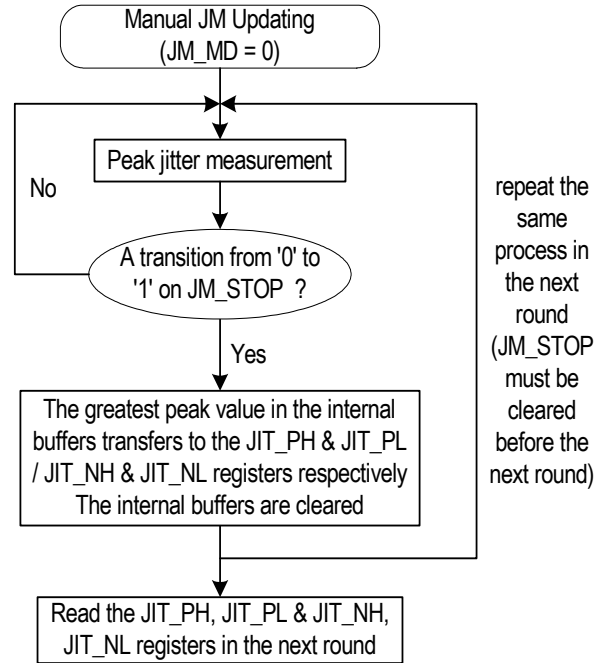 Manual JM Updating
(JM_MD = 0)
Peak jitter measurement
No
A transition from '0' to
'1' on JM_STOP ?
Yes
The greatest peak value in the internal
buffers transfers to the JIT_PH & JIT_PL
/ JIT_NH & JIT_NL registers respectively
The internal buffers are cleared
Read the JIT_PH, JIT_PL & JIT_NH,
JIT_NL registers in the next round
repeat the
same
process in
the next
round
(JM_STOP
must be
cleared
before the
next round)